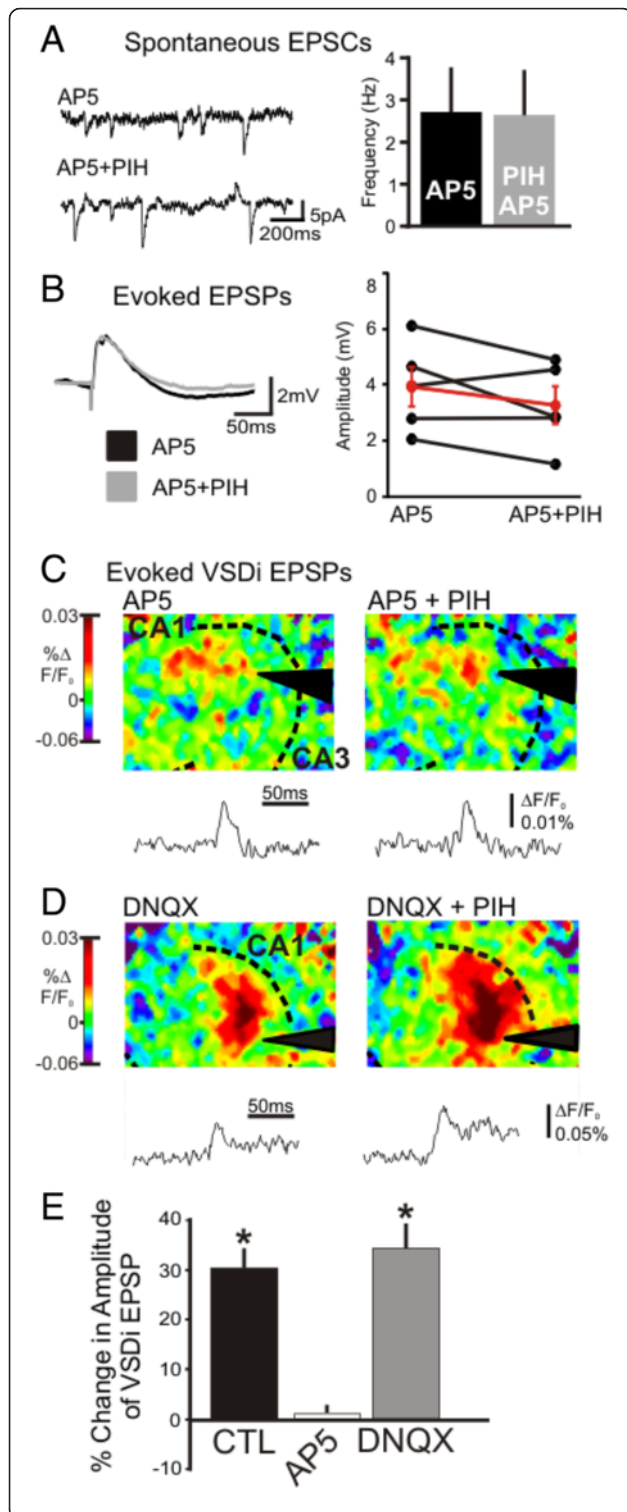 A Spontaneous EPSCs
AP5
AP5+PIH
5pA
200ms
Frequency (Hz)
4
3
2
1
0
AP5
PIH
AP5
B Evoked EPSPs
2mV
50ms
AP5
AP5+PIH
Amplitude (mV)
8
6
4
2
0
AP5 AP5+PIH
C Evoked VSDi EPSPs
AP5 AP5 + PIH
0.03
%Δ
F/F₀
0
-0.06
CA1
CA3
50ms
ΔF/F₀
0.01%
D DNQX DNQX + PIH
0.03
%Δ
F/F₀
0
-0.06
CA1
50ms
ΔF/F₀
0.05%
E
% Change in Amplitude
of VSDi EPSP
40
30
20
10
0
-10
* *
CTL AP5 DNQX